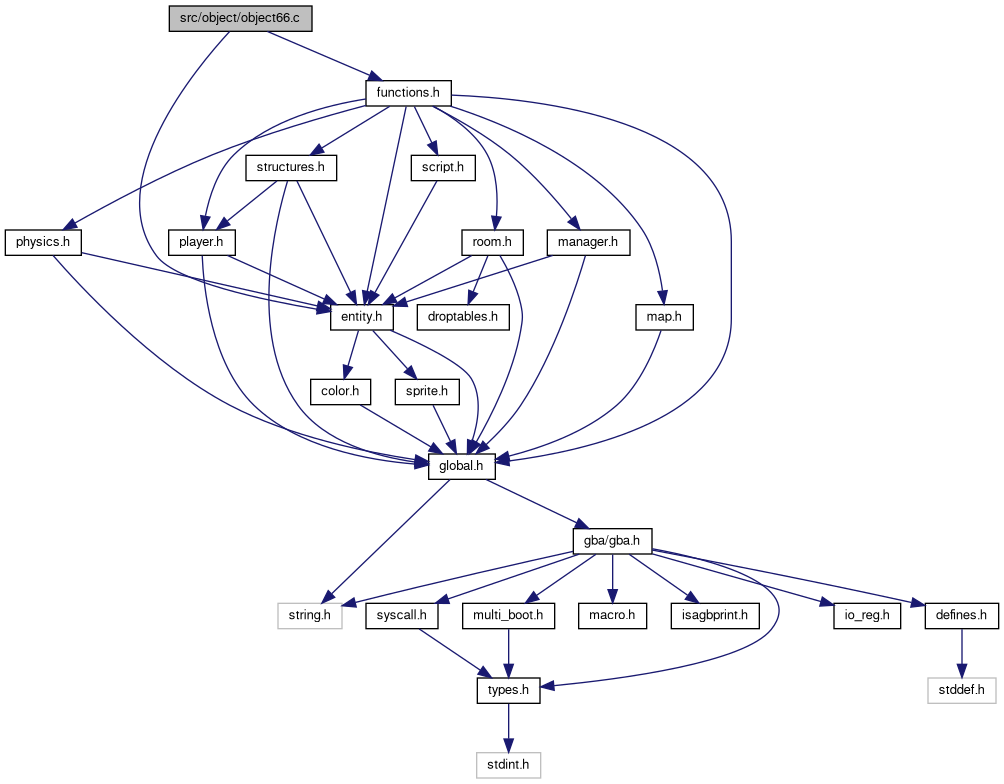 src/object/object66.c
functions.h
structures.h
script.h
physics.h
player.h
room.h
manager.h
entity.h
droptables.h
map.h
color.h
sprite.h
global.h
gba/gba.h
string.h
syscall.h
multi_boot.h
macro.h
isagbprint.h
io_reg.h
defines.h
types.h
stddef.h
stdint.h